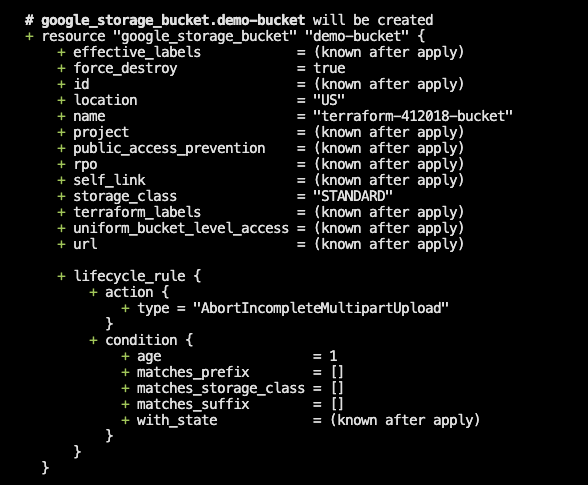 # google_storage_bucket.demo-bucket will be created
+ resource "google_storage_bucket" "demo-bucket" {
    + effective_labels            = (known after apply)
    + force_destroy               = true
    + id                          = (known after apply)
    + location                    = "US"
    + name                        = "terraform-412018-bucket"
    + project                     = (known after apply)
    + public_access_prevention    = (known after apply)
    + rpo                         = (known after apply)
    + self_link                   = (known after apply)
    + storage_class               = "STANDARD"
    + terraform_labels            = (known after apply)
    + uniform_bucket_level_access = (known after apply)
    + url                         = (known after apply)

    + lifecycle_rule {
        + action {
            + type = "AbortIncompleteMultipartUpload"
          }
        + condition {
            + age                   = 1
            + matches_prefix        = []
            + matches_storage_class = []
            + matches_suffix        = []
            + with_state            = (known after apply)
          }
      }
  }